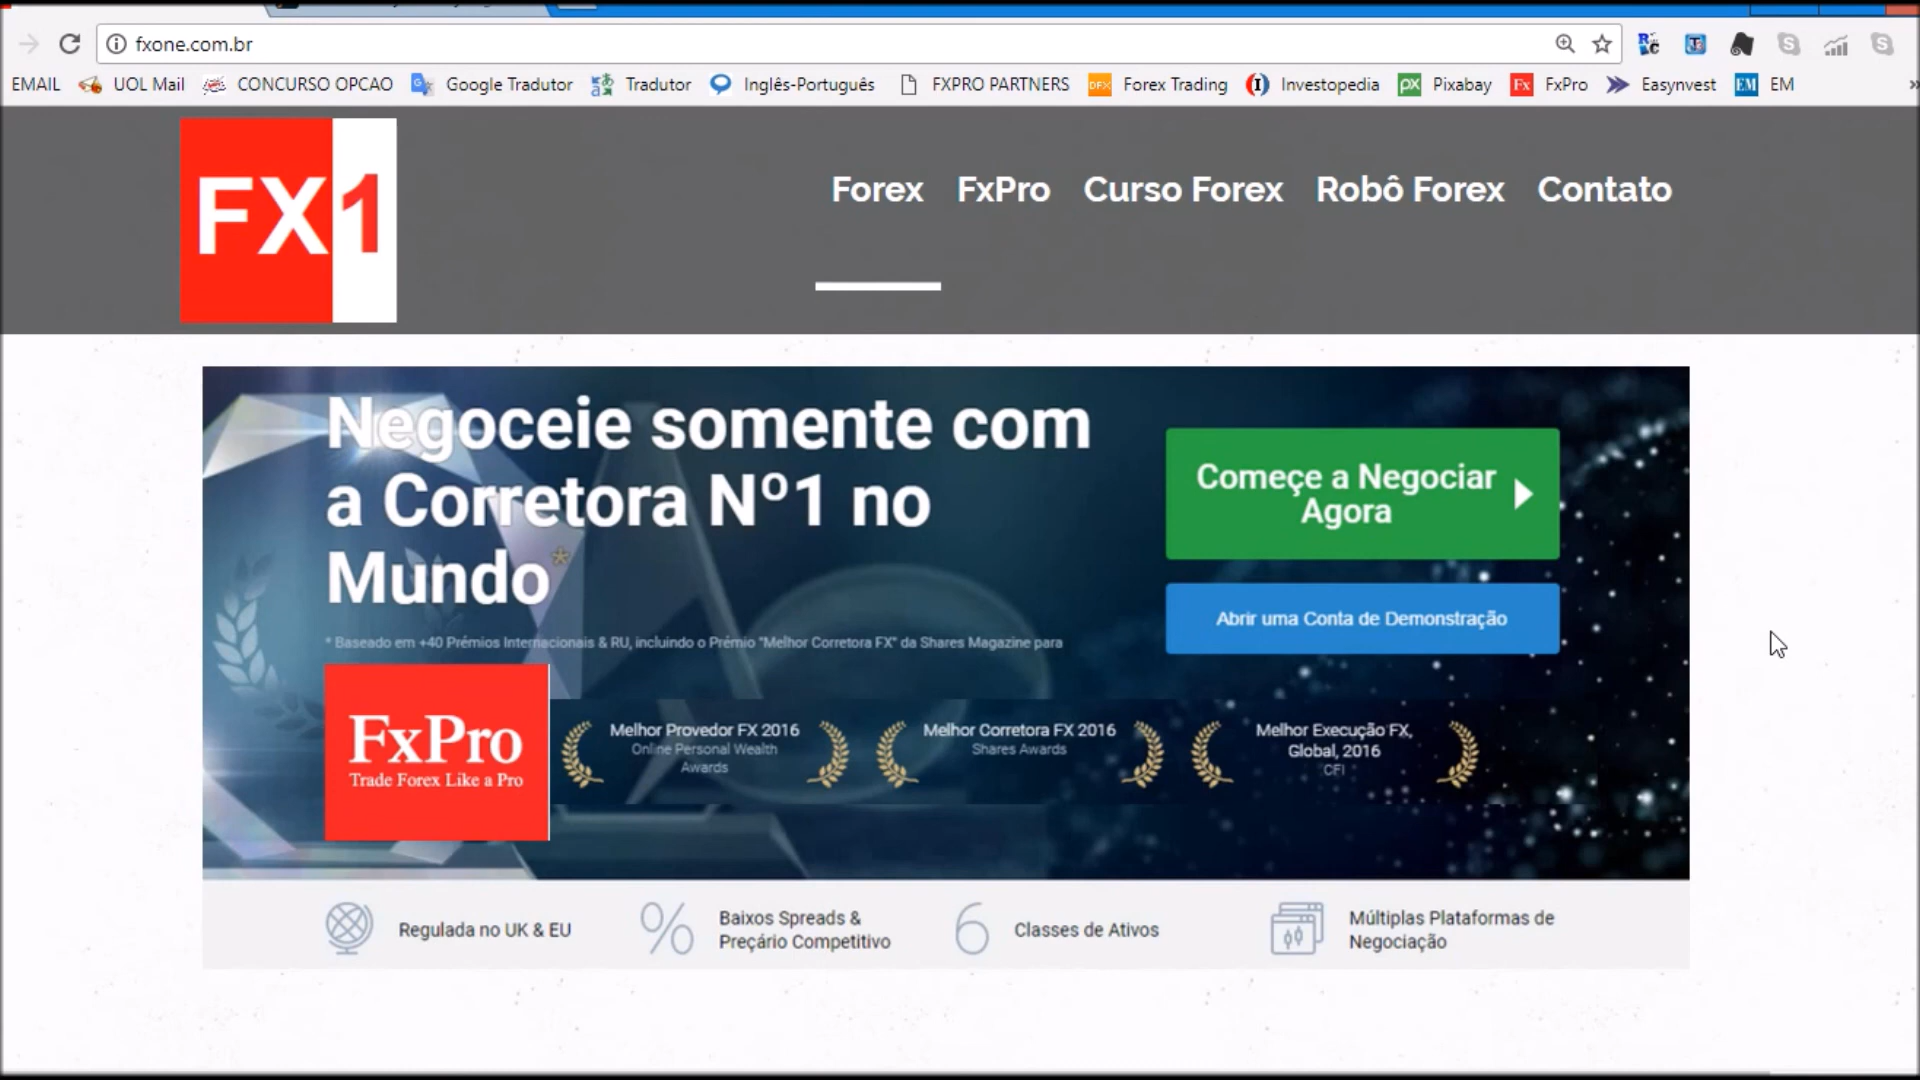 fxone.com.br
EMAIL UOL Mail CONCURSO OPCAO Google Tradutor Tradutor Inglês-Português FXPRO PARTNERS DFX Forex Trading Investopedia px Pixabay Fx FxPro Easynvest EM EM »
FX1
Forex FxPro Curso Forex Robô Forex Contato
Negoceie somente com
a Corretora Nº1 no
Mundo*
* Baseado em +40 Prémios Internacionais & RU, incluindo o Prémio "Melhor Corretora FX" da Shares Magazine para
Começe a Negociar
Agora
Abrir uma Conta de Demonstração
FxPro
Trade Forex Like a Pro
Melhor Provedor FX 2016
Online Personal Wealth
Awards
Melhor Corretora FX 2016
Shares Awards
Melhor Execução FX,
Global, 2016
CFI
Regulada no UK & EU
%
Baixos Spreads &
Preçário Competitivo
6
Classes de Ativos
Múltiplas Plataformas de
Negociação